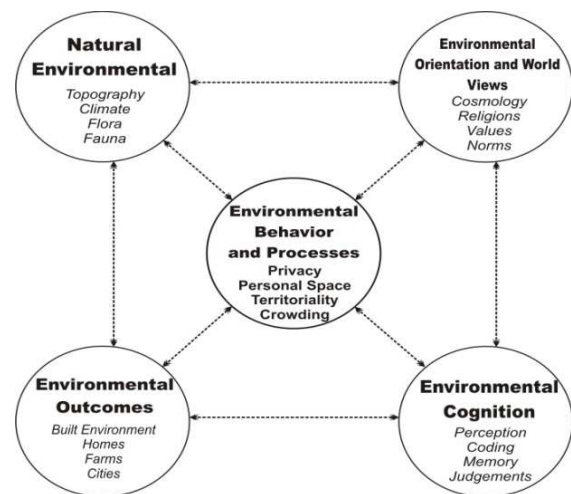 Natural
Environmental
Topography
Climate
Flora
Fauna
Environmental
Orientation and World
Views
Cosmology
Religions
Values
Norms
Environmental
Behavior
and Processes
Privacy
Personal Space
Territoriality
Crowding
Environmental
Outcomes
Built Environment
Homes
Farms
Cities
Environmental
Cognition
Perception
Coding
Memory
Judgements